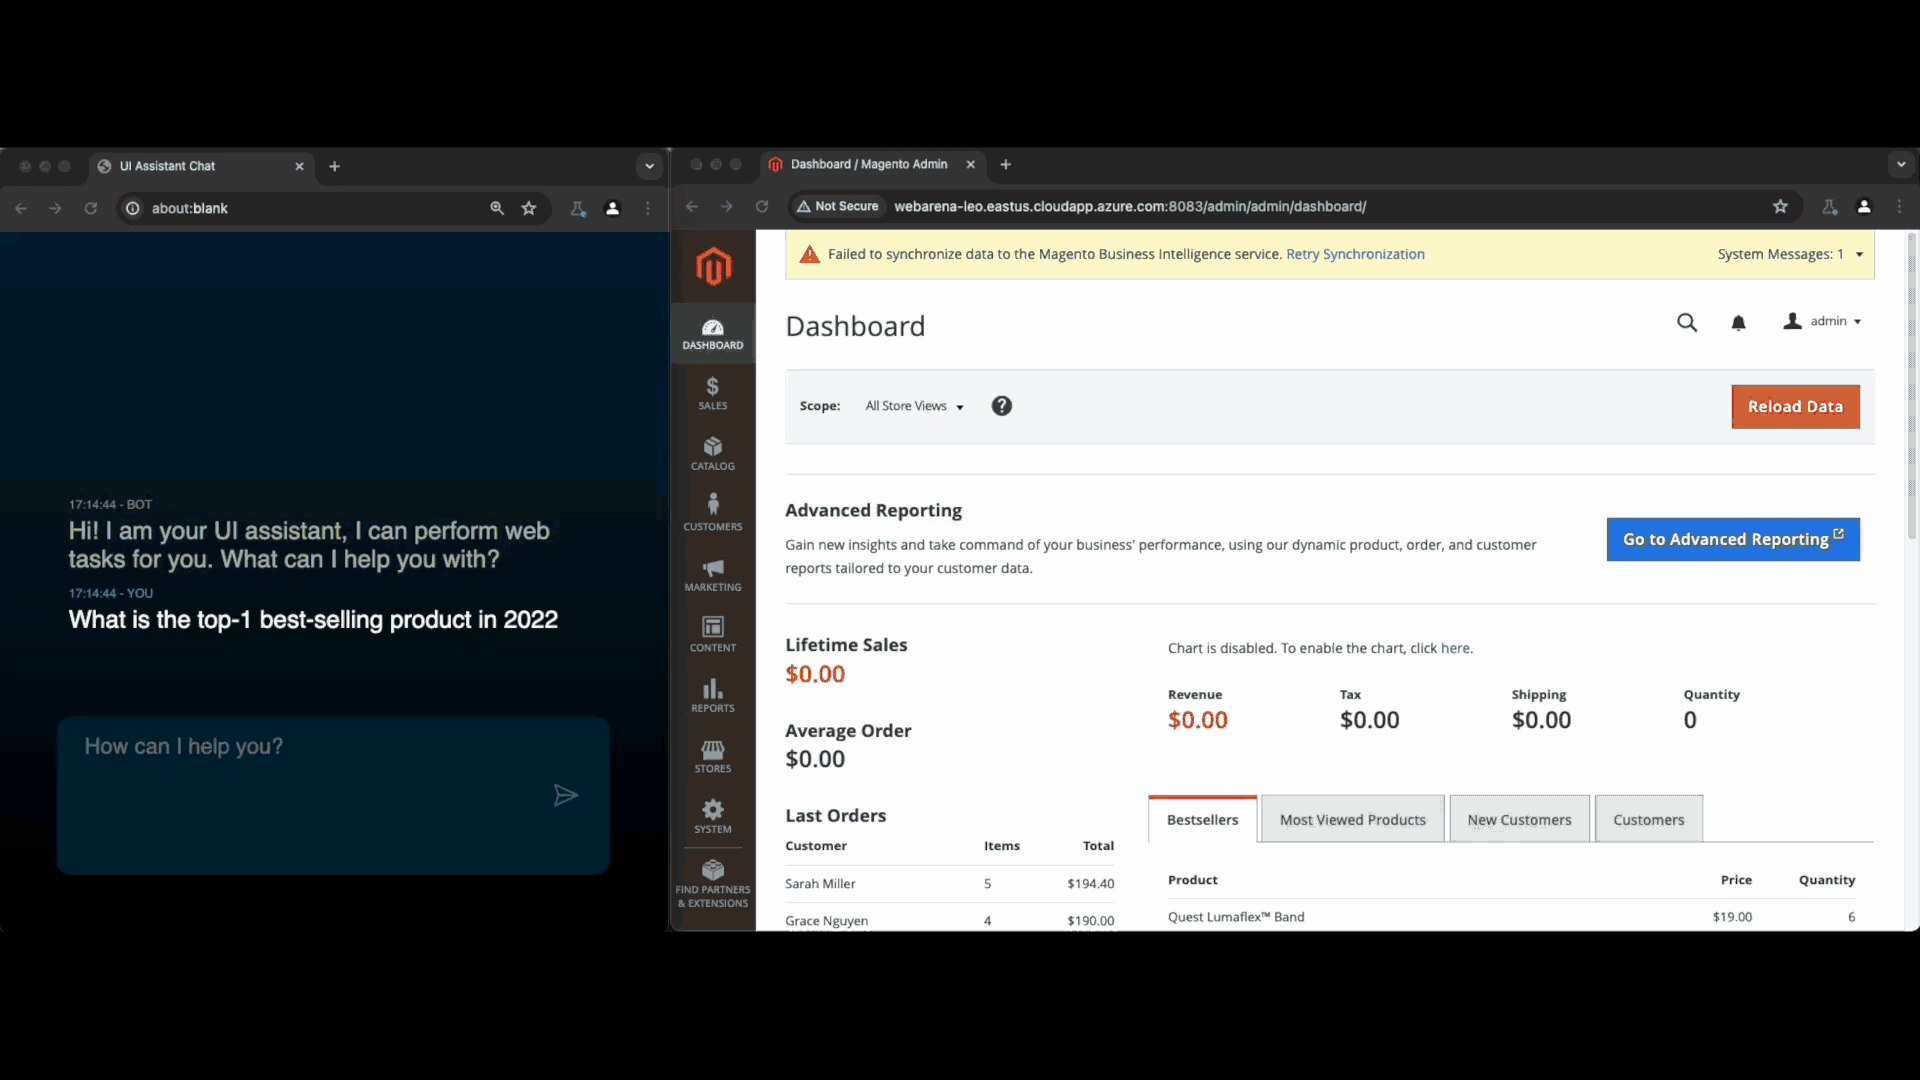 UI Assistant Chat
about:blank
17:14:44 - BOT
Hi! I am your UI assistant, I can perform web
tasks for you. What can I help you with?
17:14:44 - YOU
What is the top-1 best-selling product in 2022
How can I help you?
Dashboard / Magento Admin
Not Secure webarena-leo.eastus.cloudapp.azure.com:8083/admin/admin/dashboard/
DASHBOARD
SALES
CATALOG
CUSTOMERS
MARKETING
CONTENT
REPORTS
STORES
SYSTEM
FIND PARTNERS
& EXTENSIONS
Failed to synchronize data to the Magento Business Intelligence service. Retry Synchronization
System Messages: 1
Dashboard
admin
Scope: All Store Views
Reload Data
Advanced Reporting
Gain new insights and take command of your business' performance, using our dynamic product, order, and customer
reports tailored to your customer data.
Go to Advanced Reporting
Lifetime Sales
$0.00
Average Order
$0.00
Last Orders
Customer Items Total
Sarah Miller 5 $194.40
Grace Nguyen 4 $190.00
Chart is disabled. To enable the chart, click here.
Revenue Tax Shipping Quantity
$0.00 $0.00 $0.00 0
Bestsellers Most Viewed Products New Customers Customers
Product Price Quantity
Quest Lumaflex™ Band $19.00 6